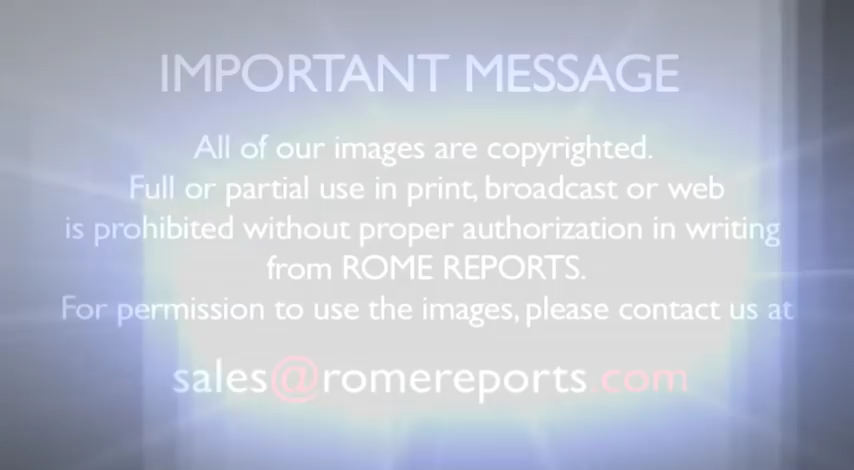 IMPORTANT MESSAGE
All of our images are copyrighted.
Full or partial use in print, broadcast or web
is prohibited without proper authorization in writing
from ROME REPORTS.
For permission to use the images, please contact us at
sales@romereports.com